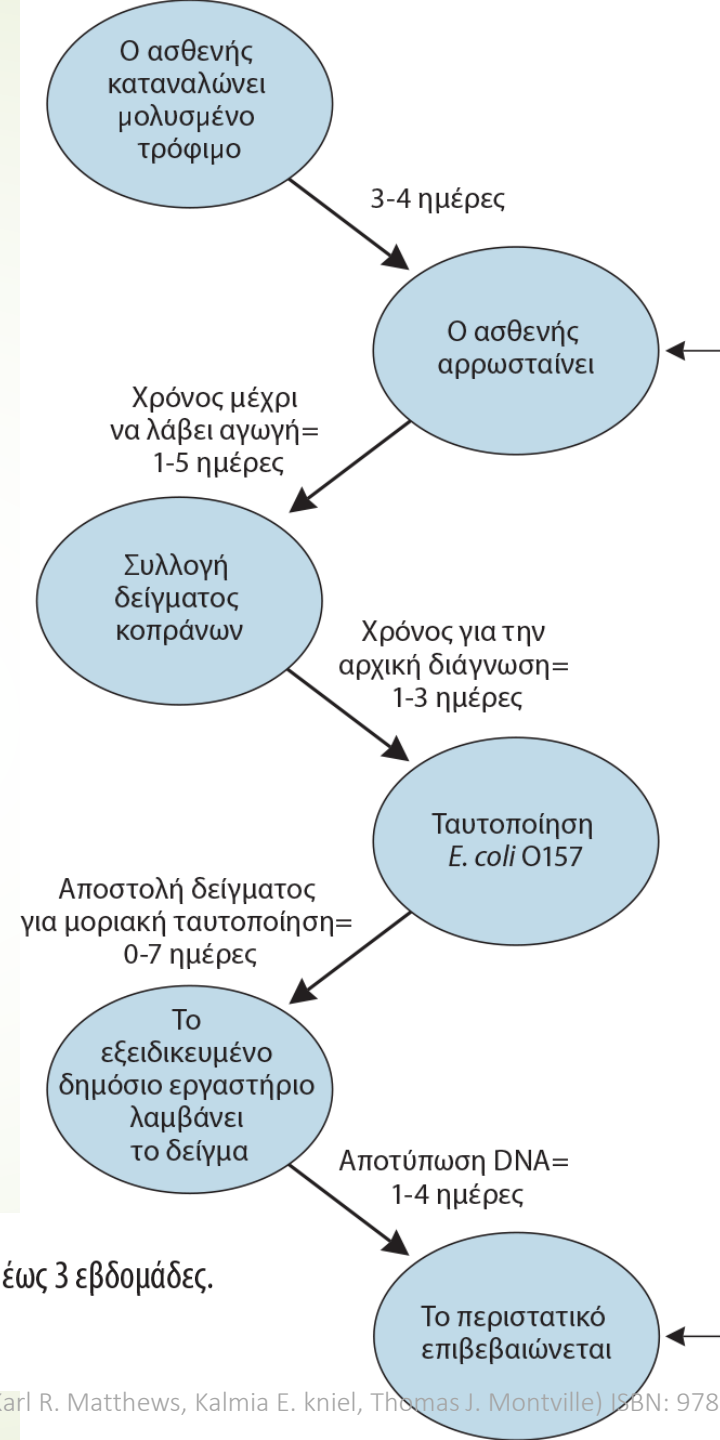 Ο ασθενής
καταναλώνει
μολυσμένο
τρόφιμο
3-4 ημέρες
Ο ασθενής
αρρωσταίνει
Χρόνος μέχρι
να λάβει αγωγή=
1-5 ημέρες
Συλλογή
δείγματος
κοπράνων
Χρόνος για την
αρχική διάγνωση=
1-3 ημέρες
Ταυτοποίηση
E. coli O157
Αποστολή δείγματος
για μοριακή ταυτοποίηση=
0-7 ημέρες
Το
εξειδικευμένο
δημόσιο εργαστήριο
λαμβάνει
το δείγμα
Αποτύπωση DNA=
1-4 ημέρες
έως 3 εβδομάδες.
Το περιστατικό
επιβεβαιώνεται
arl R. Matthews, Kalmia E. kniel, Thomas J. Montville) ISBN: 978